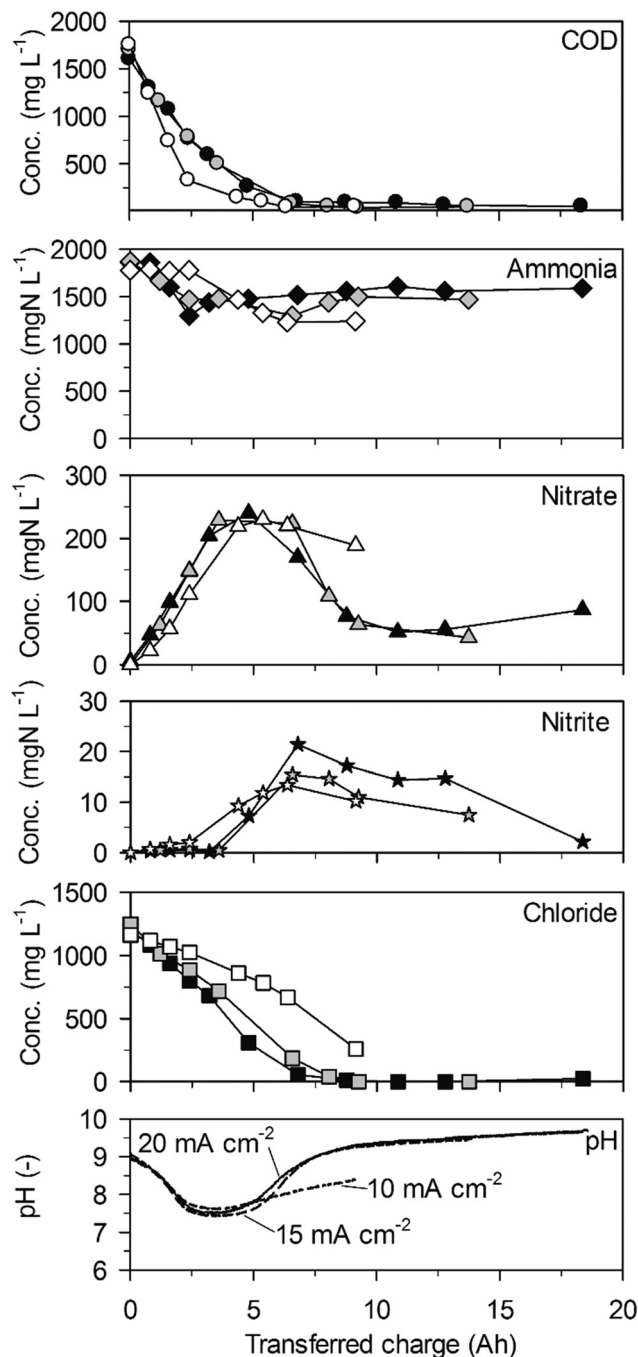 COD
Conc. (mg L⁻¹)
2000
1500
1000
500
Ammonia
Conc. (mgN L⁻¹)
2000
1500
1000
500
0
Nitrate
Conc. (mgN L⁻¹)
300
200
100
0
Nitrite
Conc. (mgN L⁻¹)
30
20
10
0
Chloride
Conc. (mg L⁻¹)
1500
1000
500
0
pH
pH (-)
10
9
8
7
6
20 mA cm⁻²
10 mA cm⁻²
15 mA cm⁻²
0 5 10 15 20
Transferred charge (Ah)